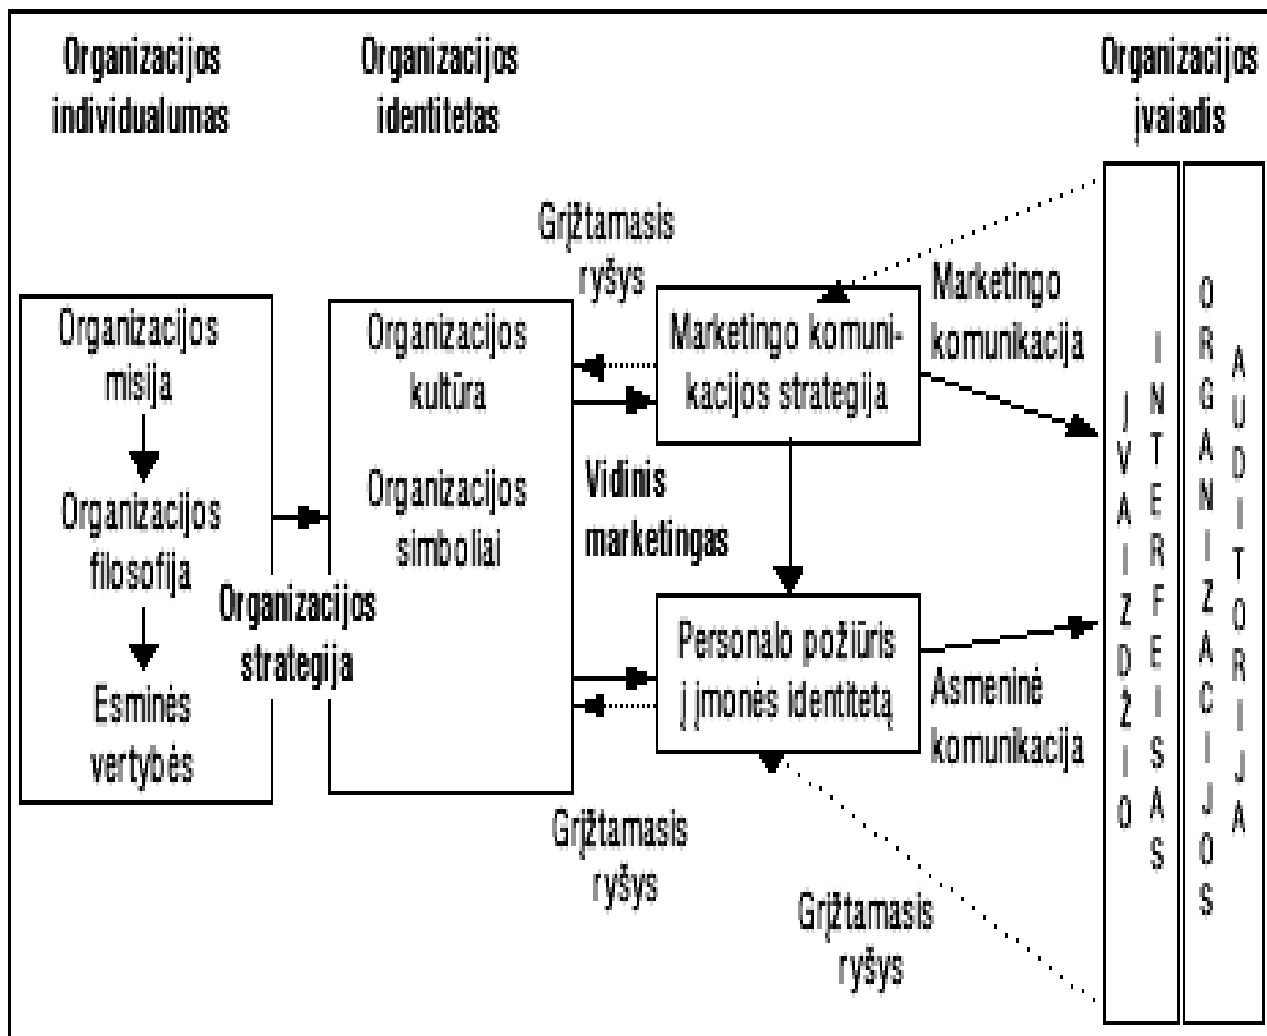 Organizacijos
individualumas
Organizacijos
identitetas
Organizacijos
įvaiadis
Grįžtamasis
ryšys
Organizacijos
misija
Organizacijos
filosofija
Esminės
vertybės
Organizacijos
strategija
Organizacijos
kultūra
Organizacijos
simboliai
Vidinis
marketingas
Marketingo komuni-
kacijos strategija
Personalo požiūris
į įmonės identitetą
Marketingo
komunikacija
Asmeninė
komunikacija
Grįžtamasis
ryšys
Grįžtamasis
ryšys
ĮVAIZDŽIO
INTERFEISAS
ORGANIZACIJOS
AUDITORIJA